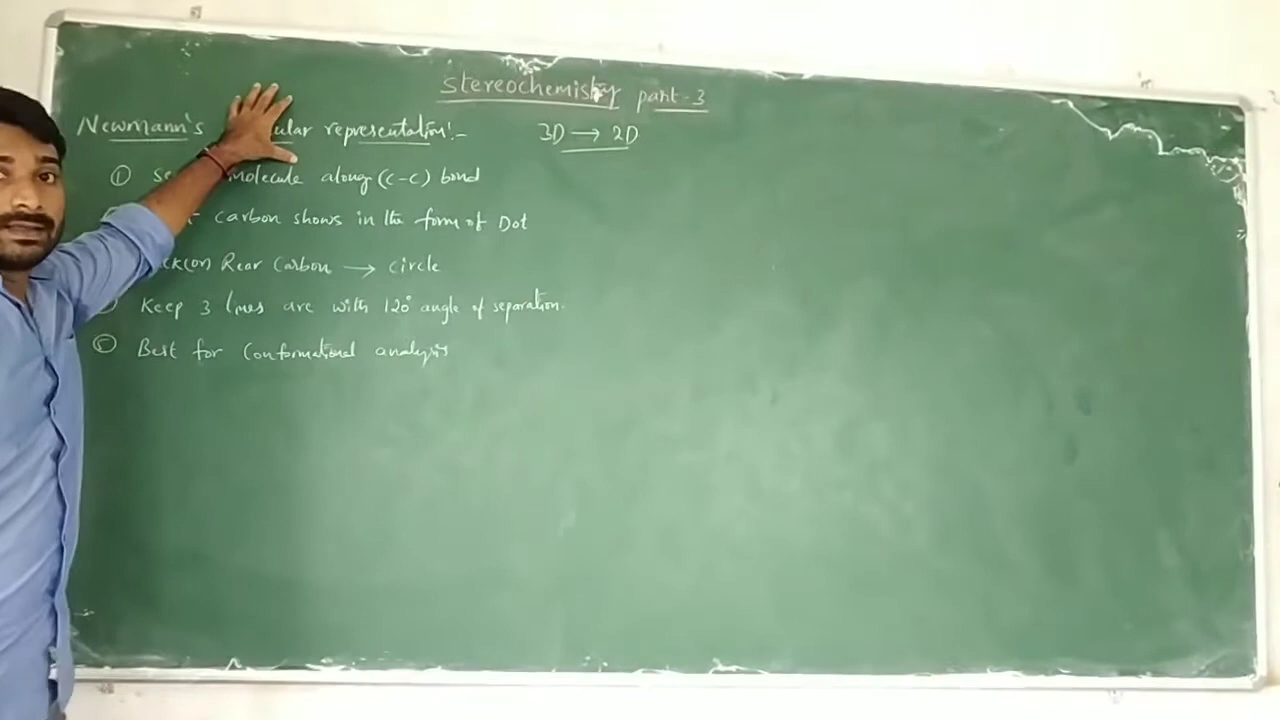 Stereochemistry part-3
Newmann's ular representation:- 3D → 2D
① molecule along (C-C) bond
carbon shows in the form of Dot
Rear Carbon → circle
Keep 3 lines are with 120° angle of separation.
⑤ Best for Conformational analysis